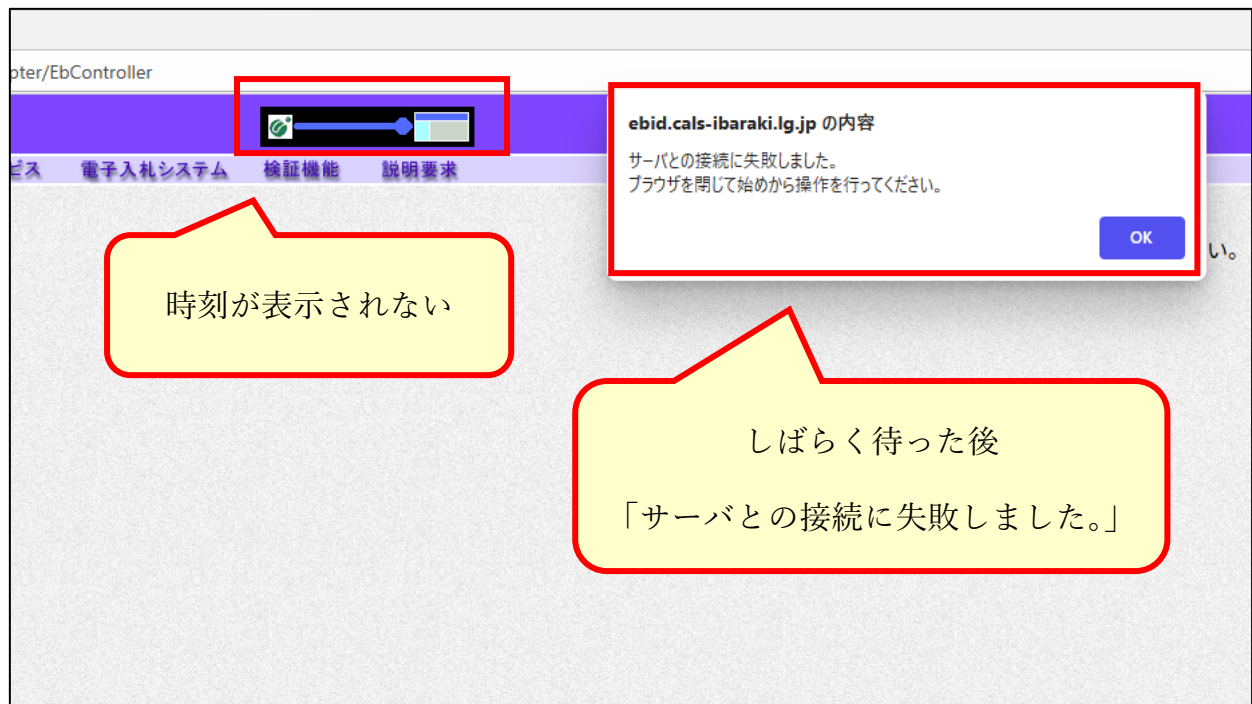 pter/EbController
ebid.cals-ibaraki.lg.jp の内容
サーバとの接続に失敗しました。
ブラウザを閉じて始めから操作を行ってください。
OK
ビス 電子入札システム 検証機能 説明要求
い。
時刻が表示されない
しばらく待った後
「サーバとの接続に失敗しました。」